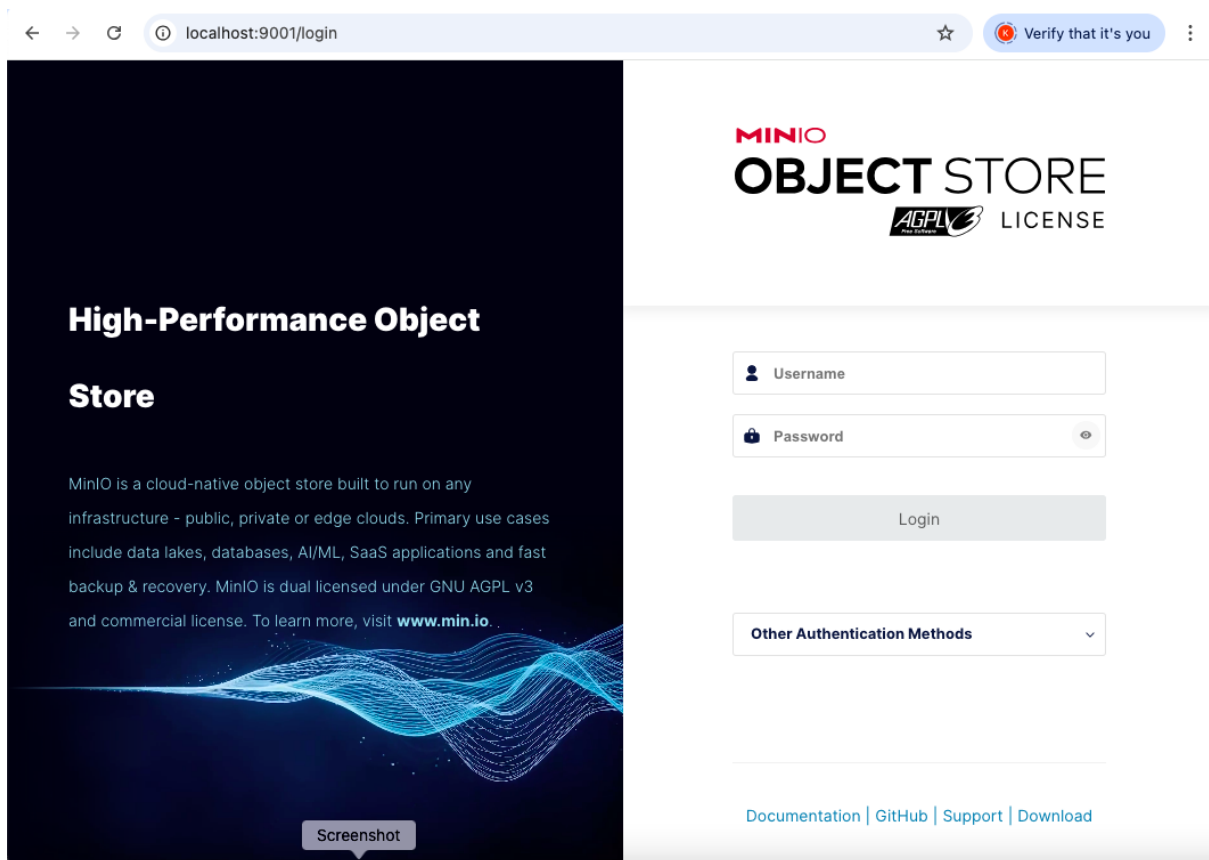 localhost:9001/login
K
Verify that it's you
High-Performance Object
Store
MinIO is a cloud-native object store built to run on any
infrastructure - public, private or edge clouds. Primary use cases
include data lakes, databases, AI/ML, SaaS applications and fast
backup & recovery. MinIO is dual licensed under GNU AGPL v3
and commercial license. To learn more, visit www.min.io.
Screenshot
MINIO
OBJECT STORE
AGPLv3 LICENSE
Free Software
Username
Password
Login
Other Authentication Methods
Documentation | GitHub | Support | Download